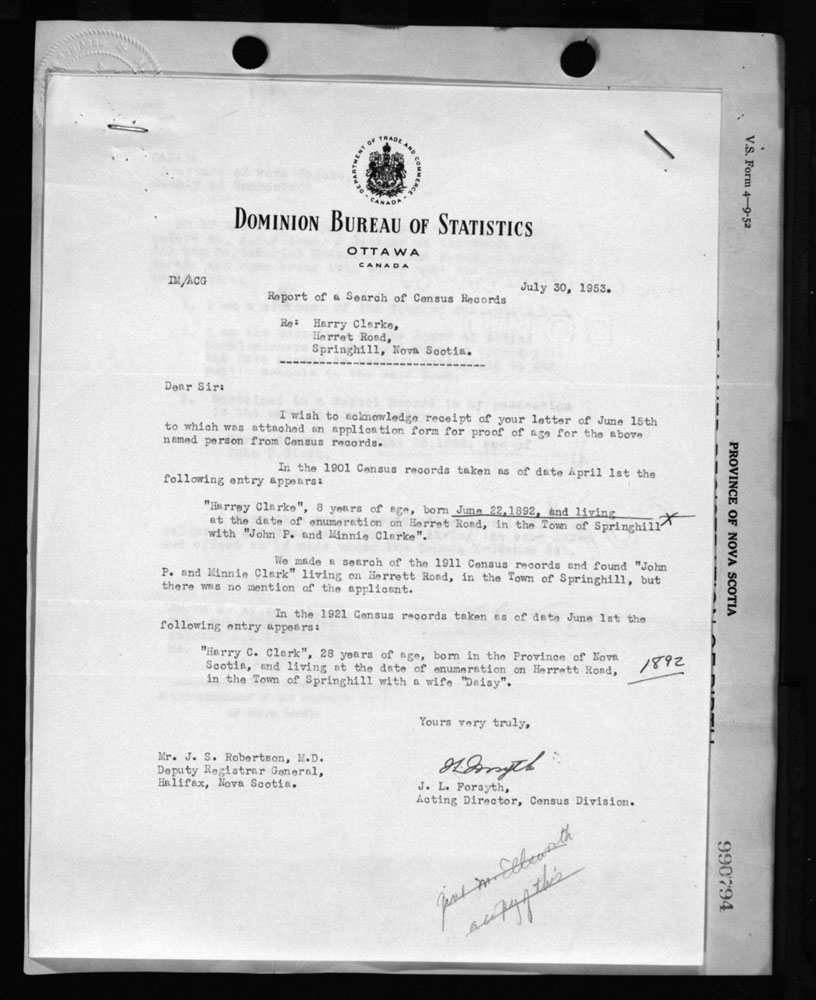 DEPARTMENT OF TRADE AND COMMERCE
CANADA
DOMINION BUREAU OF STATISTICS
OTTAWA
CANADA
IM/ACG
July 30, 1953.
Report of a Search of Census Records
Re: Harry Clarke,
Herret Road,
Springhill, Nova Scotia.
Dear Sir:
I wish to acknowledge receipt of your letter of June 15th
to which was attached an application form for proof of age for the above
named person from Census records.
In the 1901 Census records taken as of date April 1st the
following entry appears:
"Harrey Clarke", 8 years of age, born June 22,1892, and living
at the date of enumeration on Herret Road, in the Town of Springhill X
with "John P. and Minnie Clarke".
We made a search of the 1911 Census records and found "John
P. and Minnie Clark" living on Herrett Road, in the Town of Springhill, but
there was no mention of the applicant.
In the 1921 Census records taken as of date June 1st the
following entry appears:
"Harry C. Clark", 28 years of age, born in the Province of Nova
Scotia, and living at the date of enumeration on Herrett Road,
in the Town of Springhill with a wife "Daisy".
1892
Yours very truly,
Mr. J. S. Robertson, M.D.
Deputy Registrar General,
Halifax, Nova Scotia.
J. L. Forsyth
J. L. Forsyth,
Acting Director, Census Division.
a copy of this
V.S. Form 4—9-52
PROVINCE OF NOVA SCOTIA
990794